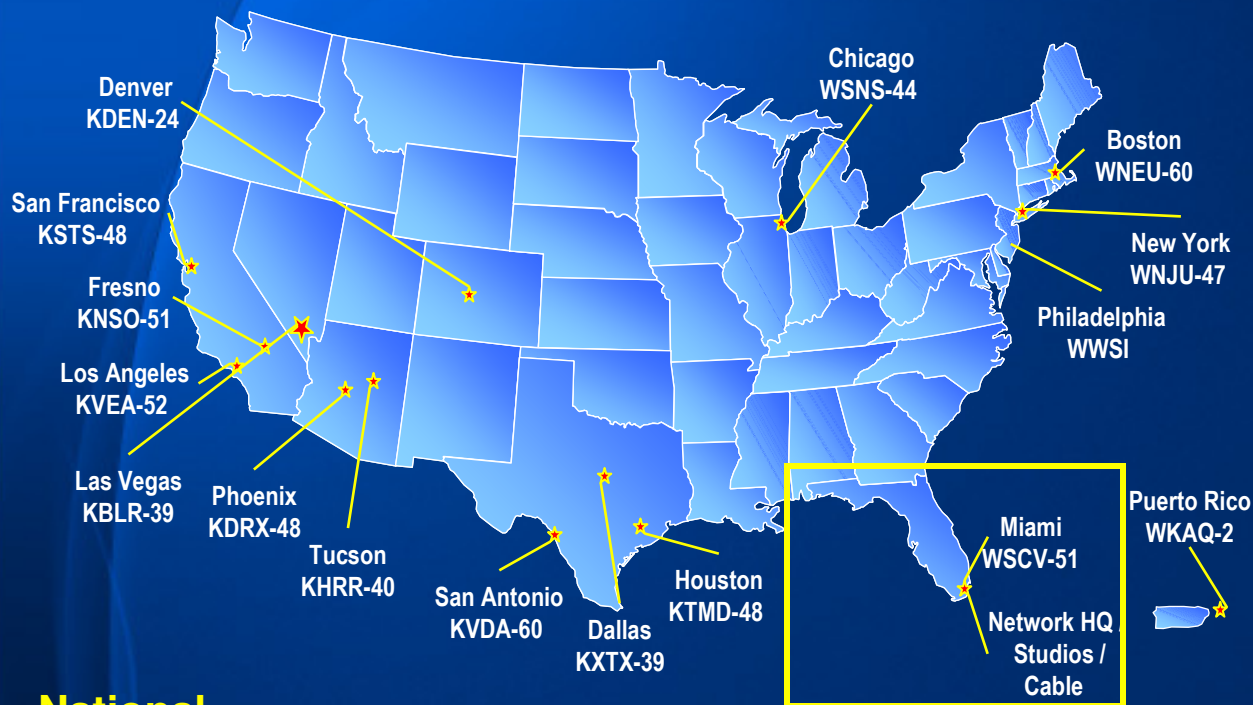 Denver
KDEN-24
San Francisco
KSTS-48
Fresno
KNSO-51
Los Angeles
KVEA-52
Las Vegas
KBLR-39
Phoenix
KDRX-48
Tucson
KHRR-40
San Antonio
KVDA-60
Dallas
KXTX-39
Houston
KTMD-48
Chicago
WSNS-44
Boston
WNEU-60
New York
WNJU-47
Philadelphia
WWSI
Miami
WSCV-51
Network HQ
Studios /
Cable
Puerto Rico
WKAQ-2
National